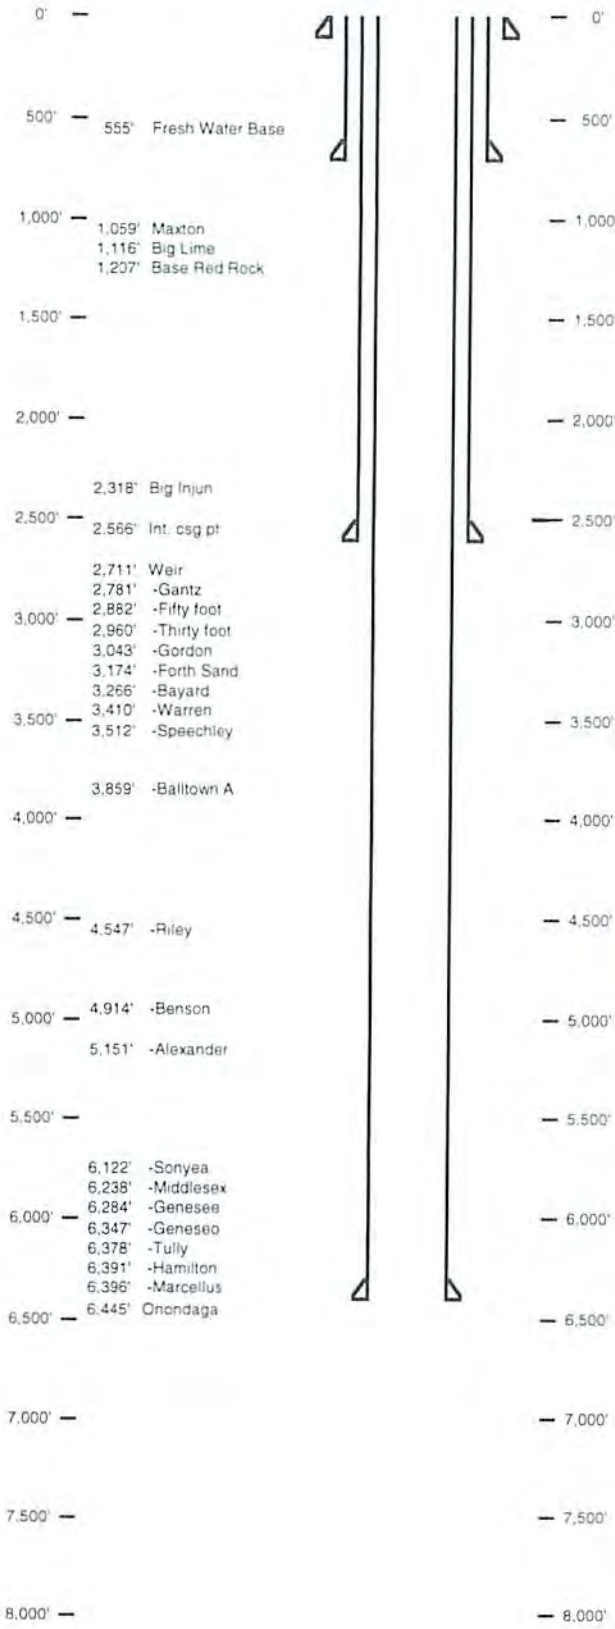 0' 0'
500' 500'
555' Fresh Water Base
1,000' 1,000
1,059' Maxton
1,116' Big Lime
1,207' Base Red Rock
1,500' 1,500'
2,000' 2,000'
2,318' Big Injun
2,500' 2,500'
2,566' Int. csg pt
2,711' Weir
2,781' -Gantz
2,882' -Fifty foot
3,000' 3,000'
2,960' -Thirty foot
3,043' -Gordon
3,174' -Forth Sand
3,266' -Bayard
3,410' -Warren
3,500' 3,500'
3,512' -Speechley
3,859' -Balltown A
4,000' 4,000'
4,500' 4,500'
4,547' -Riley
4,914' -Benson
5,000' 5,000'
5,151' -Alexander
5,500' 5,500'
6,122' -Sonyea
6,238' -Middlesex
6,284' -Genesee
6,000' 6,000'
6,347' -Geneseo
6,378' -Tully
6,391' -Hamilton
6,396' -Marcellus
6,445' Onondaga
6,500' 6,500'
7,000' 7,000'
7,500' 7,500'
8,000' 8,000'